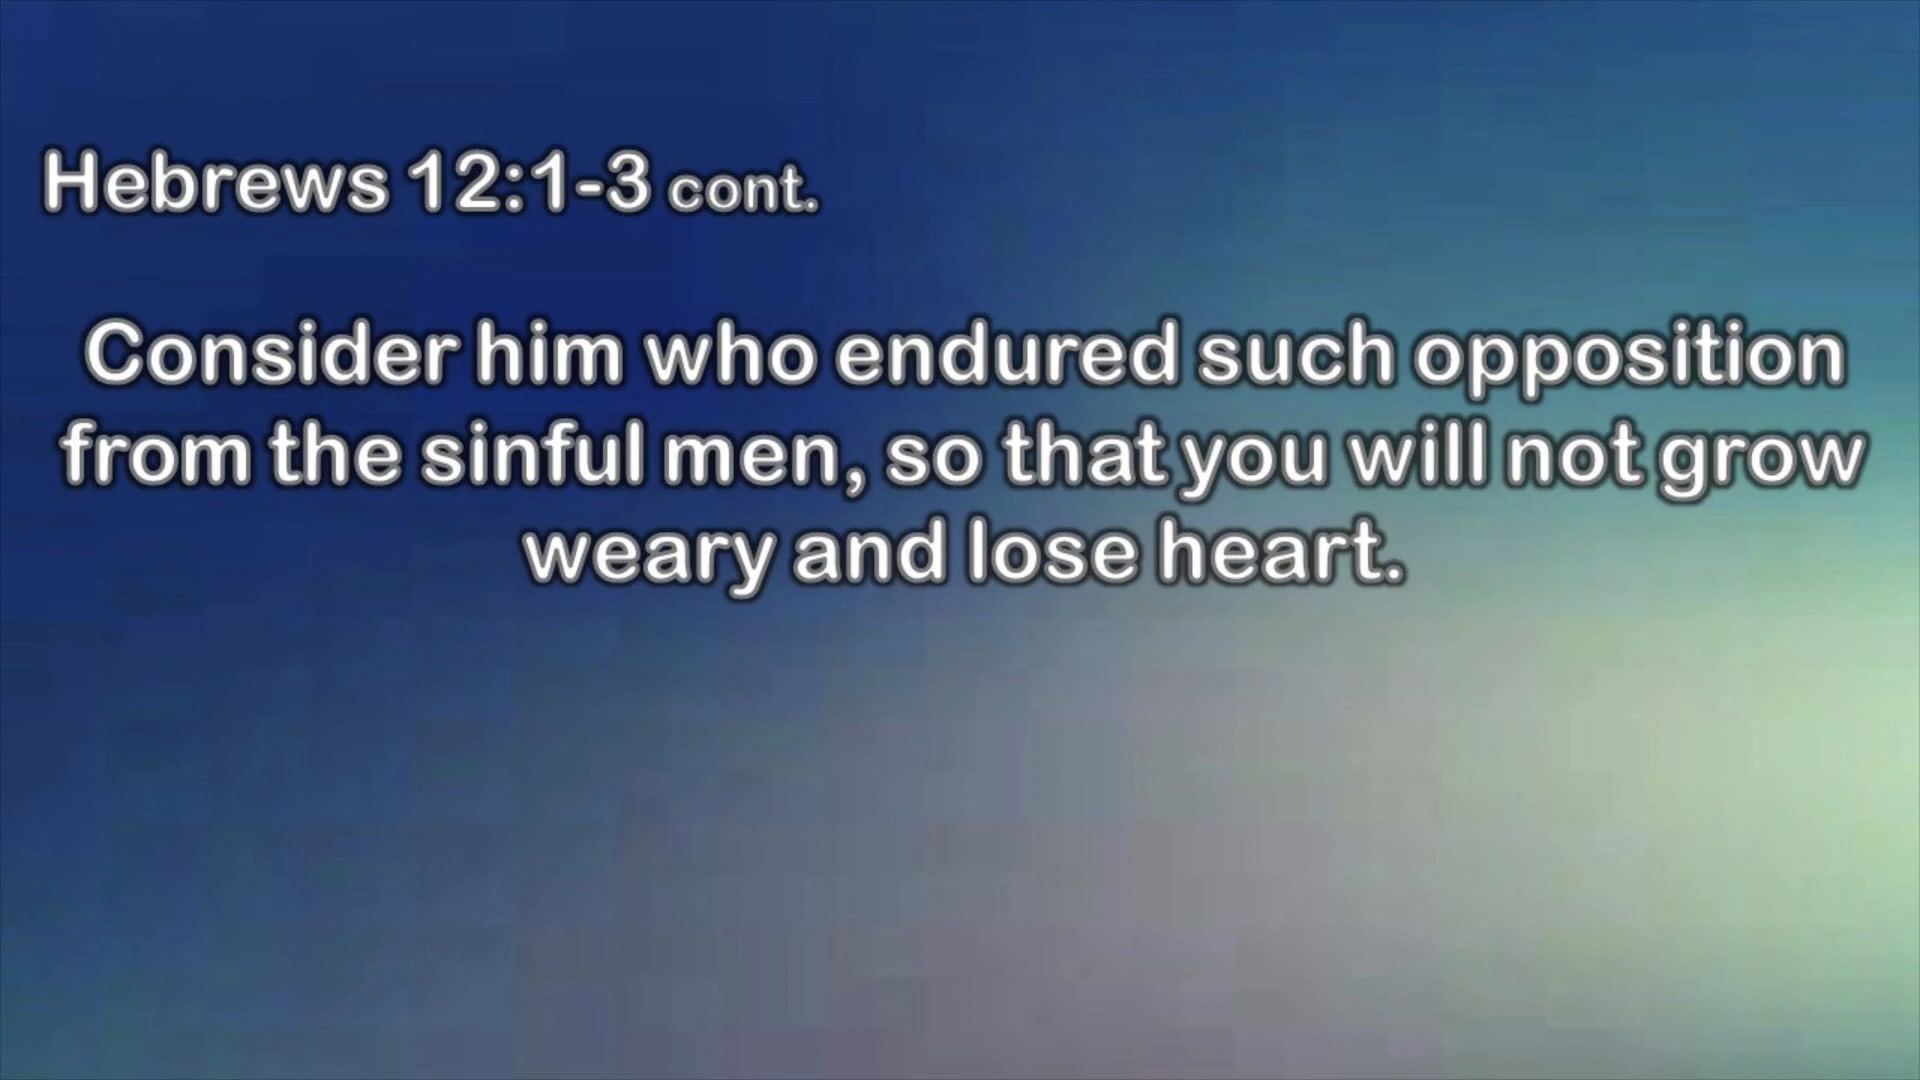 Hebrews 12:1-3 cont.
Consider him who endured such opposition
from the sinful men, so that you will not grow
weary and lose heart.